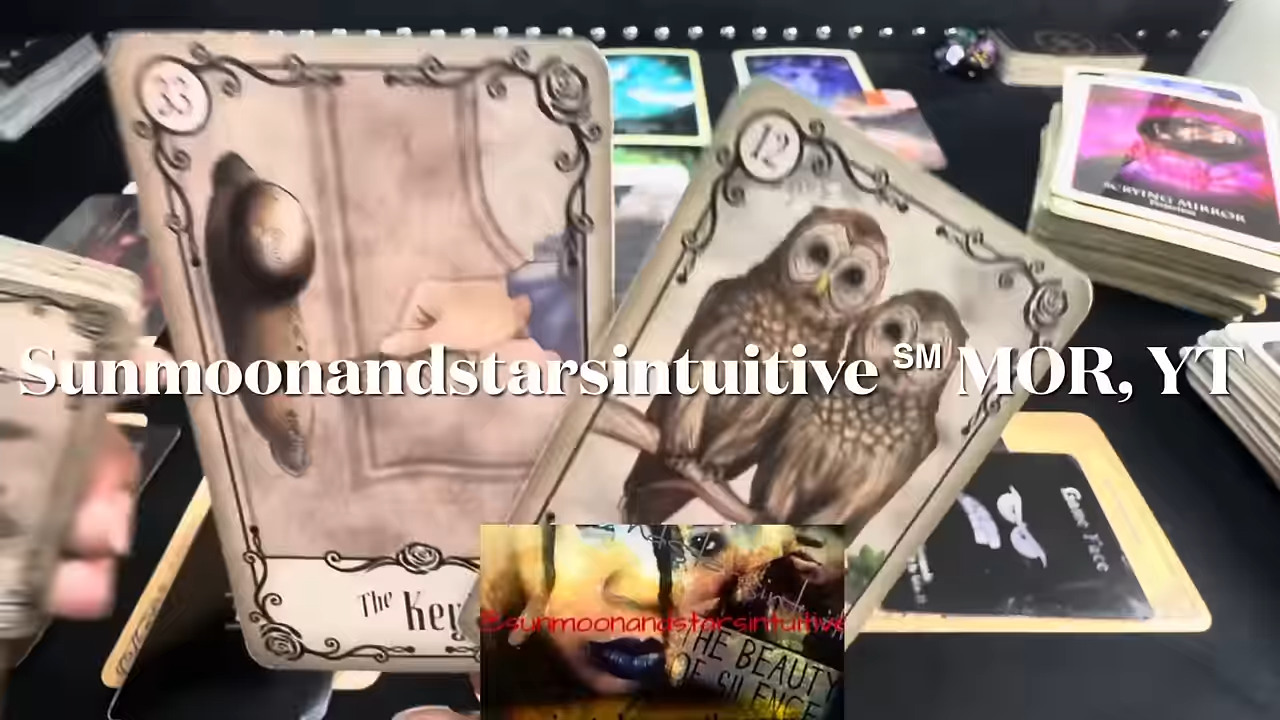 33
12
SCRYING MIRROR
Sunmoonandstarsintuitive ℠ MOR, YT
Game Face
The Key
@sunmoonandstarsintuitive
THE BEAUTY
OF SILENCE